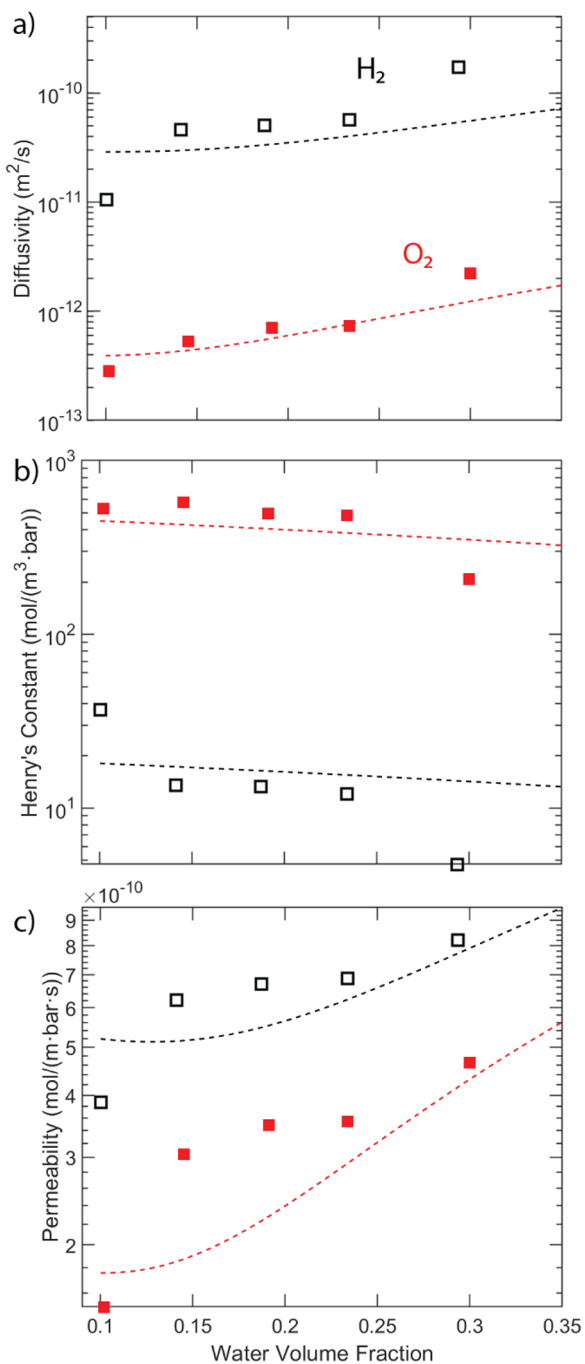 a)
H₂
O₂
10⁻¹⁰
10⁻¹¹
10⁻¹²
10⁻¹³
Diffusivity (m²/s)
b)
10³
10²
10¹
Henry's Constant (mol/(m³·bar))
c)
×10⁻¹⁰
9
8
7
6
5
4
3
2
Permeability (mol/(m·bar·s))
0.1 0.15 0.2 0.25 0.3 0.35
Water Volume Fraction